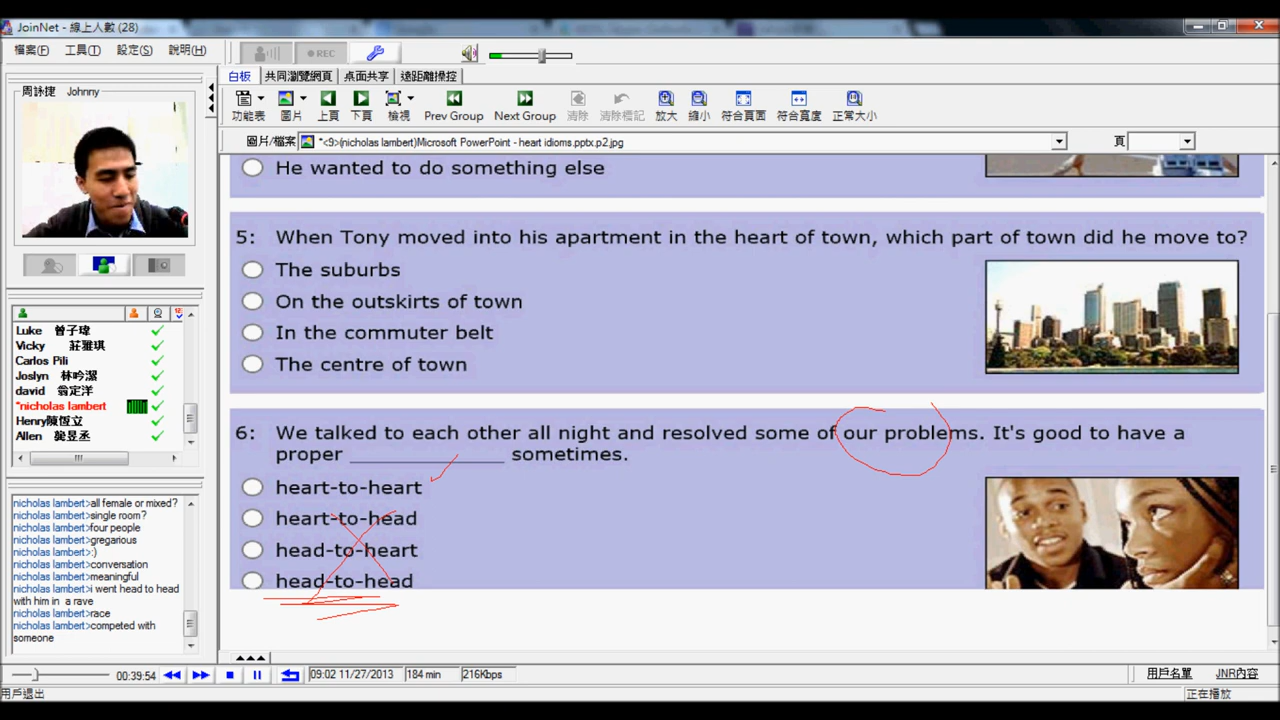 JoinNet - 線上人數 (28)
檔案(F) 工具(T) 設定(S) 說明(H)
REC
周詠捷 Johnny
白板 共同瀏覽網頁 桌面共享 遠距離操控
功能表 圖片 上頁 下頁 檢視 Prev Group Next Group 清除 清除標記 放大 縮小 符合頁面 符合寬度 正常大小
圖片/檔案 *<9>(nicholas lambert)Microsoft PowerPoint - heart idioms.pptx.p2.jpg 頁
He wanted to do something else
5: When Tony moved into his apartment in the heart of town, which part of town did he move to?
The suburbs
On the outskirts of town
In the commuter belt
The centre of town
6: We talked to each other all night and resolved some of our problems. It's good to have a
proper ______________ sometimes.
heart-to-heart
heart-to-head
head-to-heart
head-to-head
Luke 曾子瑋
Vicky 莊雅琪
Carlos Pili
Joslyn 林吟潔
david 翁定洋
*nicholas lambert
Henry陳恆立
Allen 龔昱丞
nicholas lambert>all female or mixed?
nicholas lambert>single room?
nicholas lambert>four people
nicholas lambert>gregarious
nicholas lambert>:)
nicholas lambert>conversation
nicholas lambert>meaningful
nicholas lambert>i went head to head
with him in a rave
nicholas lambert>race
nicholas lambert>competed with
someone
00:39:54 09:02 11/27/2013 184 min 216Kbps 用戶名單 JNR內容
用戶退出 正在播放